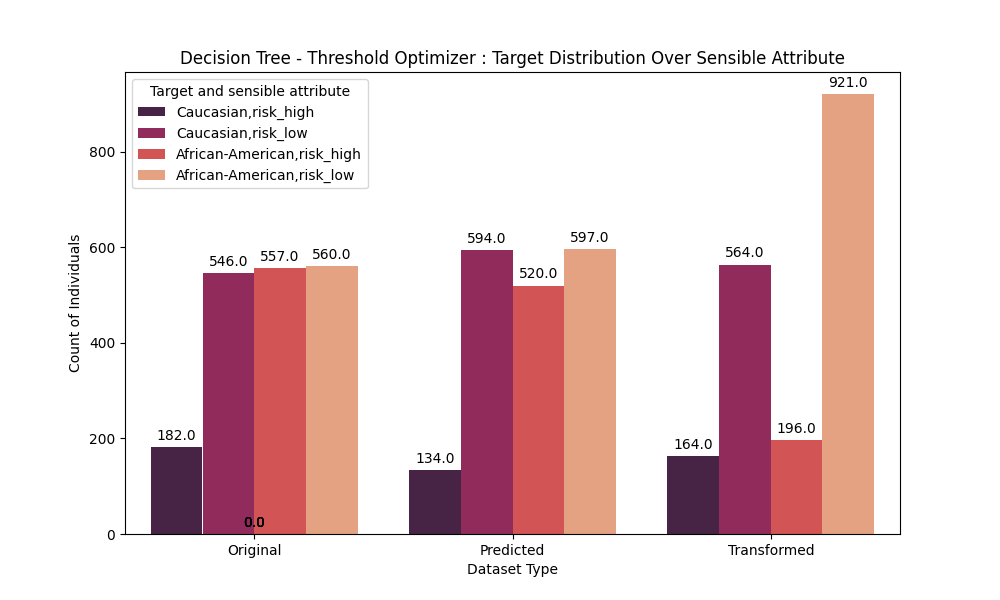 Decision Tree - Threshold Optimizer : Target Distribution Over Sensible Attribute
Target and sensible attribute
Caucasian,risk_high
Caucasian,risk_low
African-American,risk_high
African-American,risk_low
Count of Individuals
800
600
400
200
0
182.0
546.0
557.0
560.0
0.0
134.0
594.0
520.0
597.0
164.0
564.0
196.0
921.0
Original
Predicted
Transformed
Dataset Type